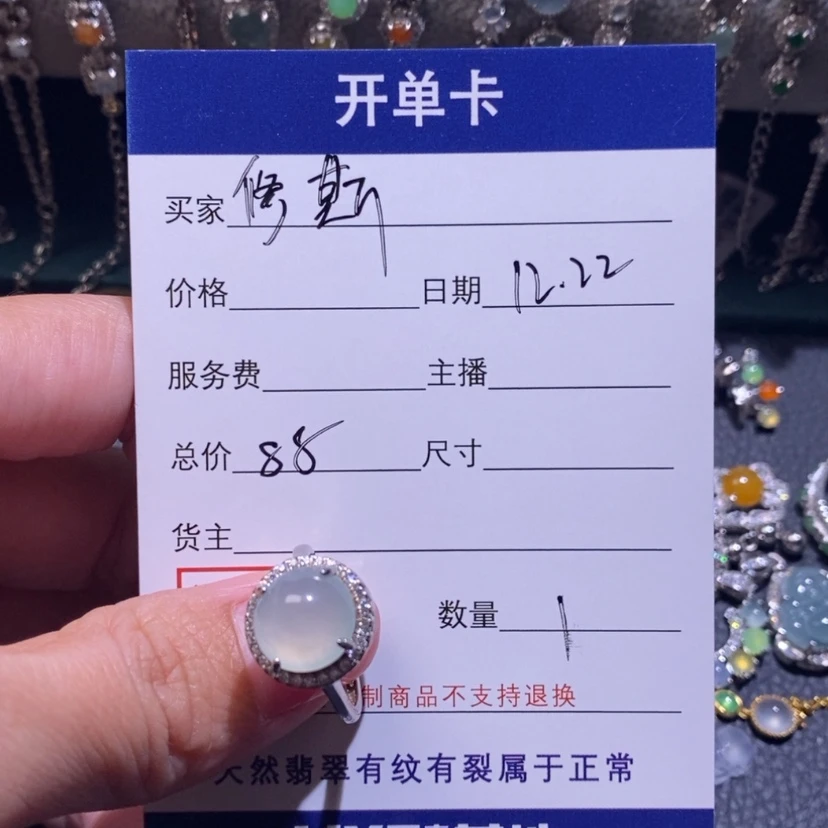 开单卡
买家 修斯
价格 日期 12.22
服务费 主播
总价 88 尺寸
货主
数量 1
制商品不支持退换
天然翡翠有纹有裂属于正常